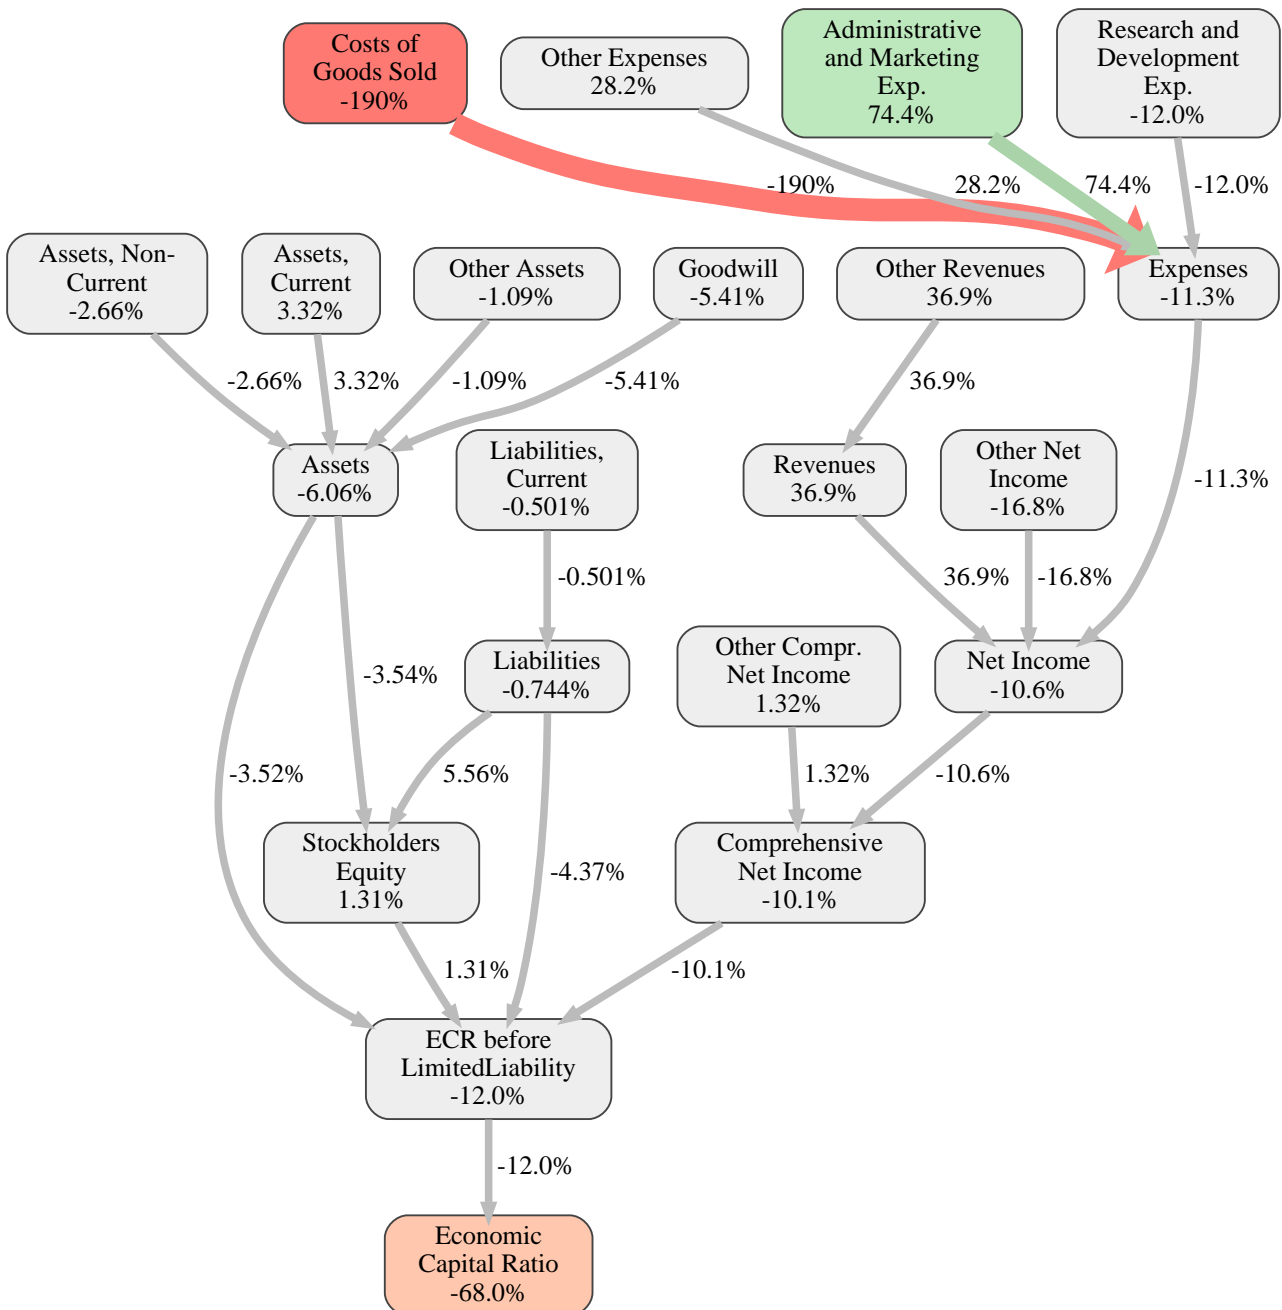 Costs of
Goods Sold
-190%
Other Expenses
28.2%
Administrative
and Marketing
Exp.
74.4%
Research and
Development
Exp.
-12.0%
-190%
28.2%
74.4%
-12.0%
Assets, Non-
Current
-2.66%
Assets,
Current
3.32%
Other Assets
-1.09%
Goodwill
-5.41%
Other Revenues
36.9%
Expenses
-11.3%
-2.66%
3.32%
-1.09%
-5.41%
36.9%
-11.3%
Assets
-6.06%
Liabilities,
Current
-0.501%
Revenues
36.9%
Other Net
Income
-16.8%
-0.501%
36.9%
-16.8%
Liabilities
-0.744%
Other Compr.
Net Income
1.32%
Net Income
-10.6%
-3.54%
-3.52%
5.56%
1.32%
-10.6%
Stockholders
Equity
1.31%
-4.37%
Comprehensive
Net Income
-10.1%
1.31%
-10.1%
ECR before
LimitedLiability
-12.0%
-12.0%
Economic
Capital Ratio
-68.0%